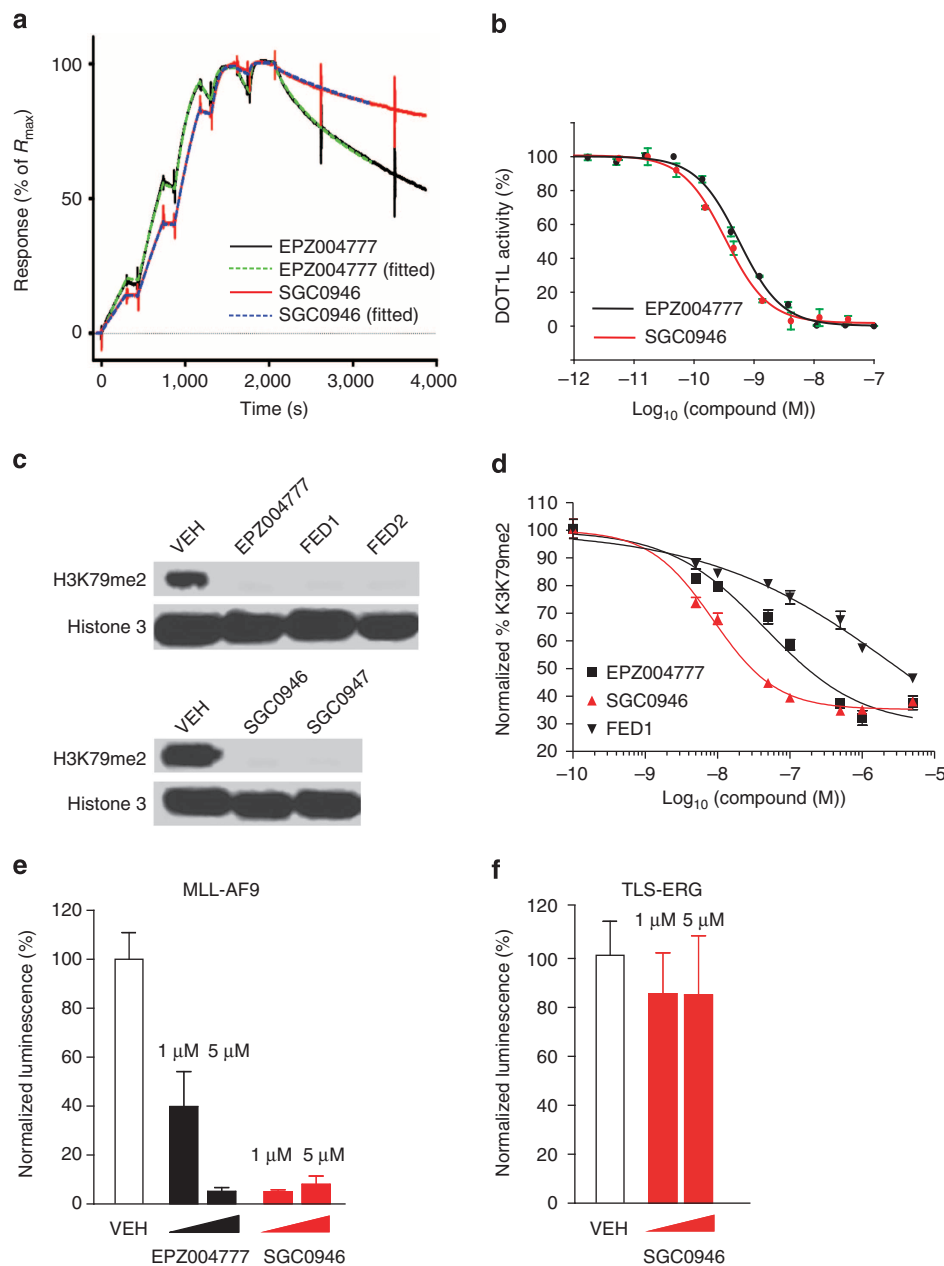 a
Response (% of Rmax)
100
50
0
EPZ004777
EPZ004777 (fitted)
SGC0946
SGC0946 (fitted)
0
1,000
2,000
3,000
4,000
Time (s)
b
DOT1L activity (%)
100
80
60
40
20
0
EPZ004777
SGC0946
–12
–11
–10
–9
–8
–7
Log10 (compound (M))
c
VEH
EPZ004777
FED1
FED2
H3K79me2
Histone 3
VEH
SGC0946
SGC0947
H3K79me2
Histone 3
d
Normalized % K3K79me2
110
100
90
80
70
60
50
40
30
20
EPZ004777
SGC0946
FED1
–10
–9
–8
–7
–6
–5
Log10 (compound (M))
e
MLL-AF9
Normalized luminescence (%)
120
100
80
60
40
20
0
1 μM 5 μM
1 μM 5 μM
VEH
EPZ004777
SGC0946
f
TLS-ERG
Normalized luminescence (%)
120
100
80
60
40
20
0
1 μM 5 μM
VEH
SGC0946